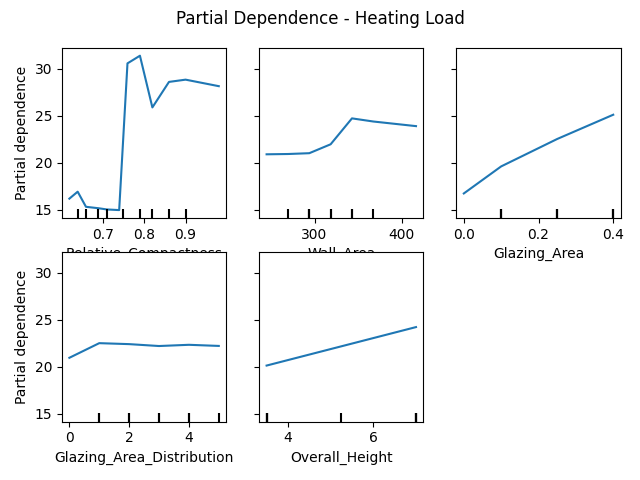 Partial Dependence - Heating Load
Partial dependence
30
25
20
15
0.7 0.8 0.9
Relative_Compactness
300 400
Wall_Area
0.0 0.2 0.4
Glazing_Area
Partial dependence
30
25
20
15
0 2 4
Glazing_Area_Distribution
4 6
Overall_Height